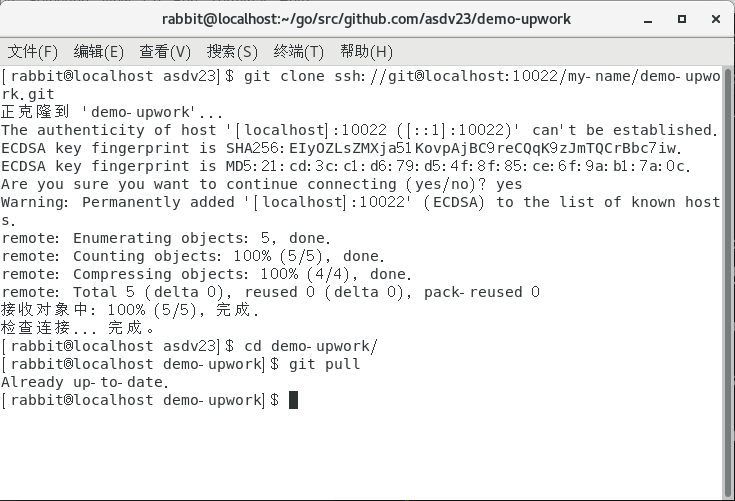 rabbit@localhost:~/go/src/github.com/asdv23/demo-upwork
文件(F) 编辑(E) 查看(V) 搜索(S) 终端(T) 帮助(H)
[rabbit@localhost asdv23]$ git clone ssh://git@localhost:10022/my-name/demo-upwo
rk.git
正克隆到 'demo-upwork'...
The authenticity of host '[localhost]:10022 ([::1]:10022)' can't be established.
ECDSA key fingerprint is SHA256:EIyOZLsZMXja51KovpAjBC9reCQqK9zJmTQCrBbc7iw.
ECDSA key fingerprint is MD5:21:cd:3c:c1:d6:79:d5:4f:8f:85:ce:6f:9a:b1:7a:0c.
Are you sure you want to continue connecting (yes/no)? yes
Warning: Permanently added '[localhost]:10022' (ECDSA) to the list of known host
s.
remote: Enumerating objects: 5, done.
remote: Counting objects: 100% (5/5), done.
remote: Compressing objects: 100% (4/4), done.
remote: Total 5 (delta 0), reused 0 (delta 0), pack-reused 0
接收对象中: 100% (5/5), 完成.
检查连接... 完成。
[rabbit@localhost asdv23]$ cd demo-upwork/
[rabbit@localhost demo-upwork]$ git pull
Already up-to-date.
[rabbit@localhost demo-upwork]$